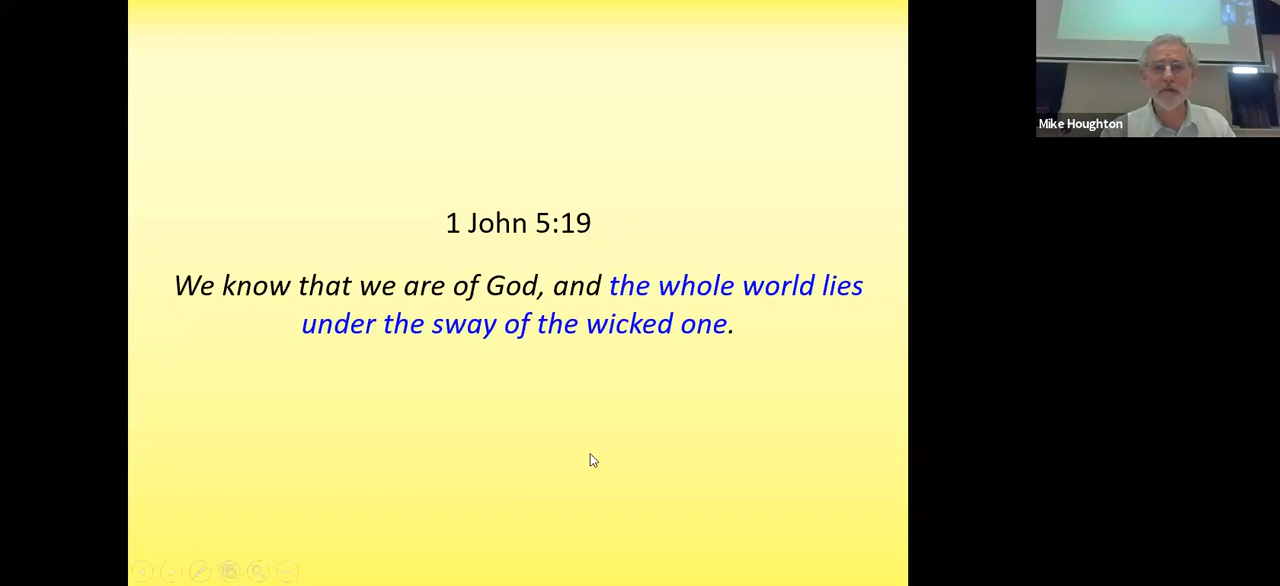 1 John 5:19
We know that we are of God, and the whole world lies
under the sway of the wicked one.
Mike Houghton